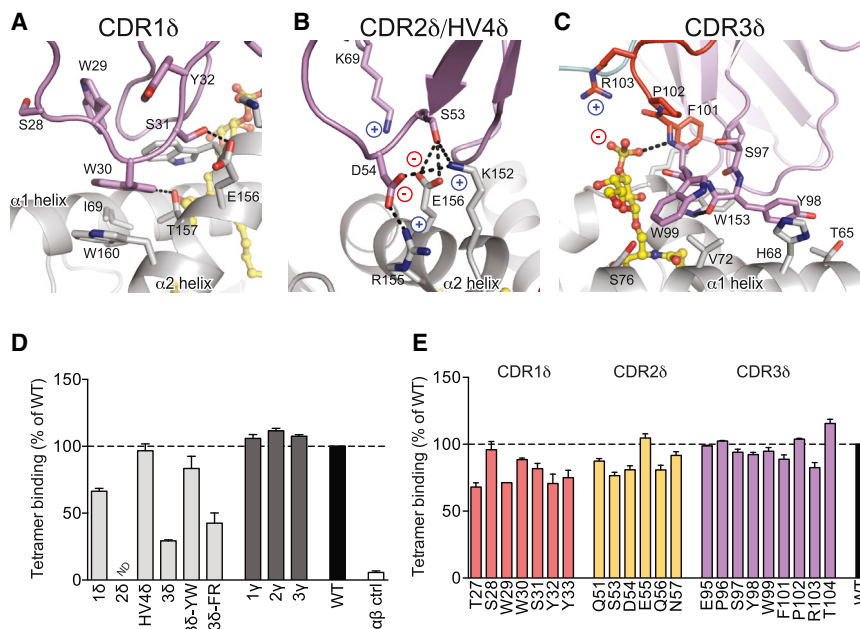 A CDR1δ
W29
Y32
S28
S31
W30
E156
α1 helix
I69
T157
W160
α2 helix
B CDR2δ/HV4δ
K69
+
S53
D54
−
−
K152
E156
+
+
R155
α2 helix
C CDR3δ
R103
P102
+
F101
−
S97
W153
Y98
W99
T65
V72
H68
S76
α1 helix
D
Tetramer binding (% of WT)
150
100
50
0
ND
1δ
2δ
HV4δ
3δ
3δ-YW
3δ-FR
1γ
2γ
3γ
WT
αβ ctrl
E
CDR1δ CDR2δ CDR3δ
Tetramer binding (% of WT)
150
100
50
0
T27
S28
W29
W30
S31
Y32
Y33
Q51
S53
D54
E55
Q56
N57
E95
P96
S97
Y98
W99
F101
P102
R103
T104
WT